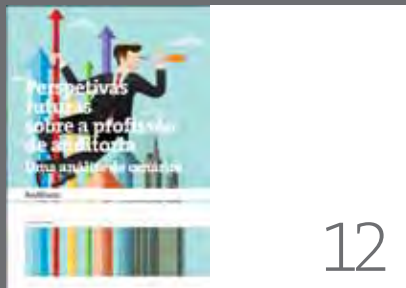 Perspetivas
futuras
sobre a profissão
de auditoria
Uma análise de cenários
12